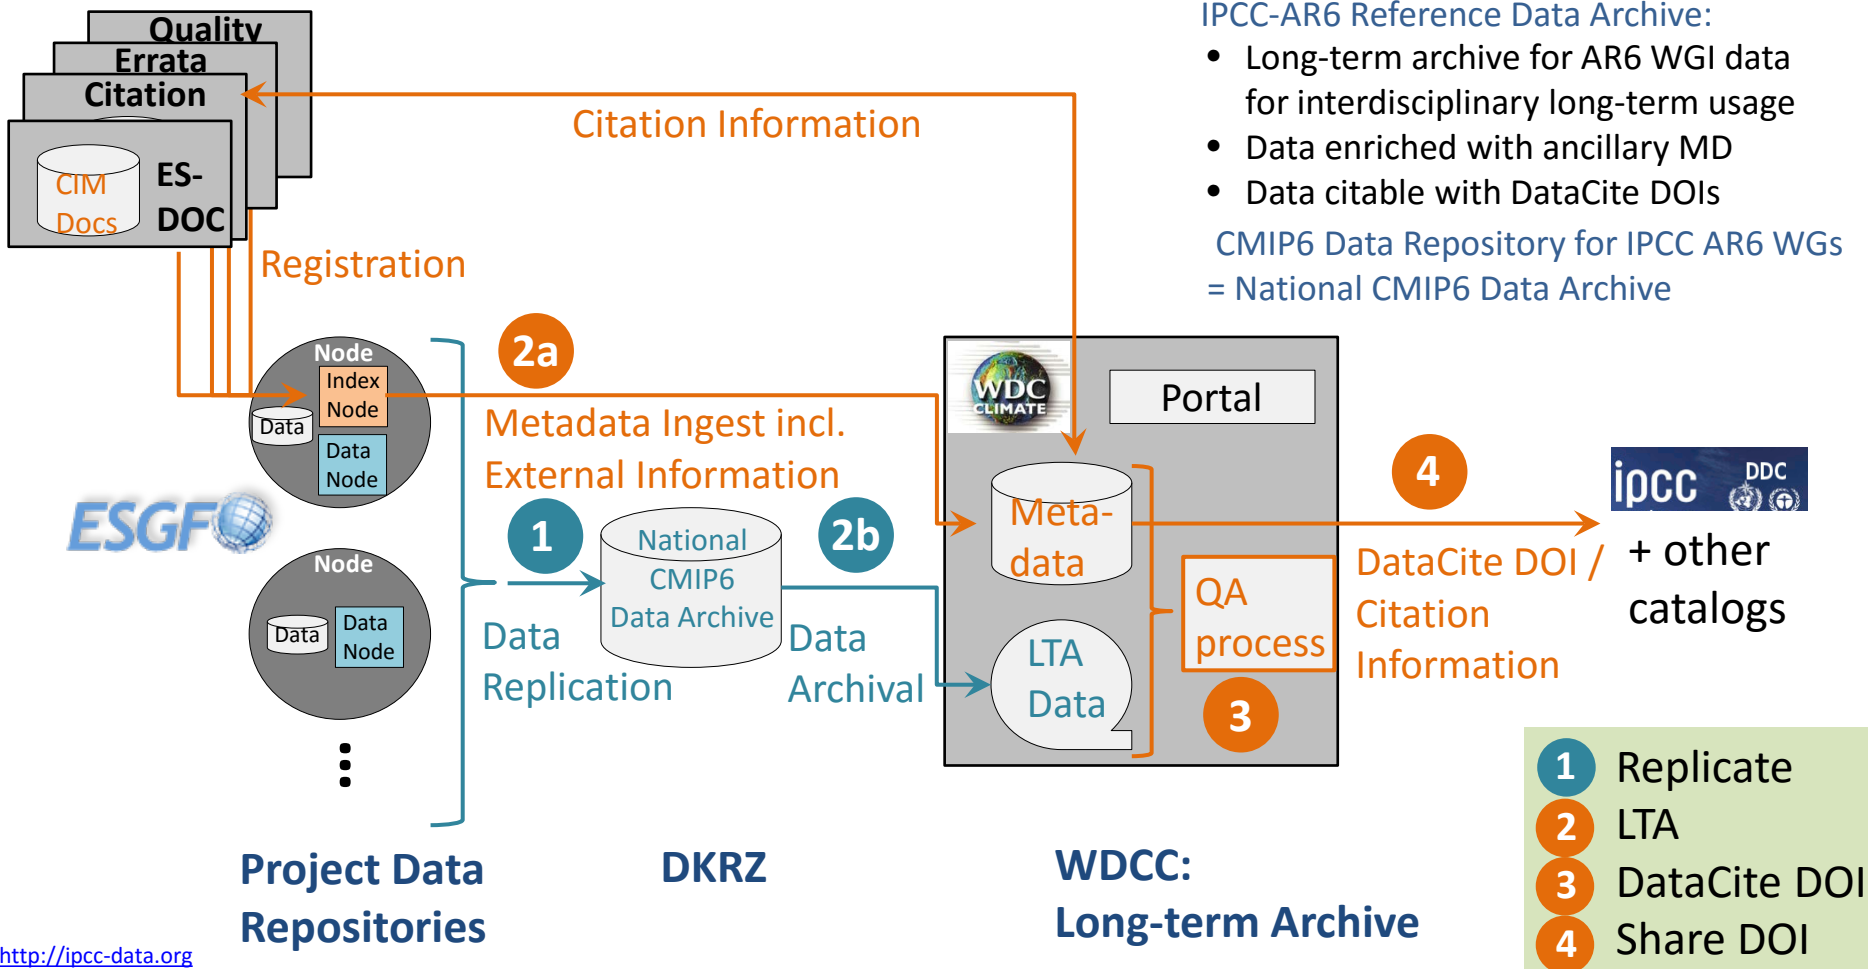 Quality
Errata
Citation
ES-
DOC
CIM
Docs
Citation Information
IPCC-AR6 Reference Data Archive:
• Long-term archive for AR6 WGI data
for interdisciplinary long-term usage
• Data enriched with ancillary MD
• Data citable with DataCite DOIs
CMIP6 Data Repository for IPCC AR6 WGs
= National CMIP6 Data Archive
Registration
Node
Index
Node
Data
Data
Node
2a
Metadata Ingest incl.
External Information
WDC
CLIMATE
Portal
Meta-
data
4
ipcc DDC
+ other
catalogs
DataCite DOI /
Citation
Information
ESGF
1
National
CMIP6
Data Archive
2b
Node
Data
Data
Node
Data
Replication
Data
Archival
LTA
Data
QA
process
3
1 Replicate
2 LTA
3 DataCite DOI
4 Share DOI
Project Data
Repositories
DKRZ
WDCC:
Long-term Archive
http://ipcc-data.org